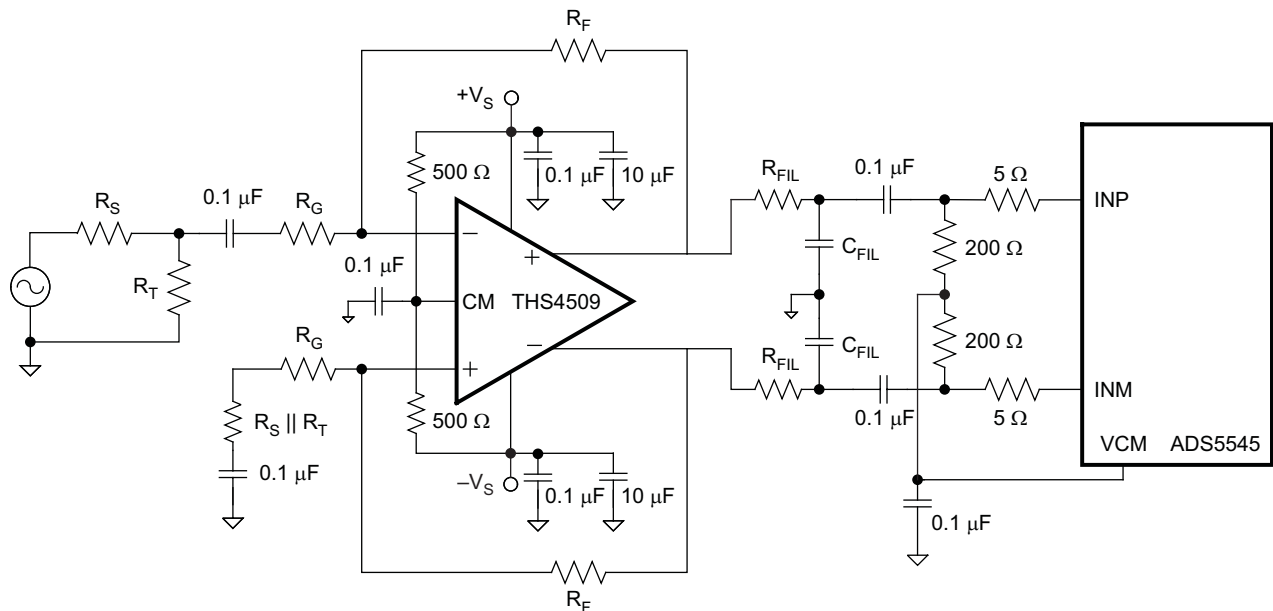 R_F
+V_S
500 Ω
0.1 μF
10 μF
R_S
0.1 μF
R_G
R_T
0.1 μF
CM THS4509
−
+
+
−
R_G
R_S || R_T
0.1 μF
500 Ω
−V_S
0.1 μF
10 μF
R_F
R_FIL
0.1 μF
5 Ω
C_FIL
200 Ω
C_FIL
200 Ω
R_FIL
0.1 μF
5 Ω
0.1 μF
INP
INM
VCM ADS5545